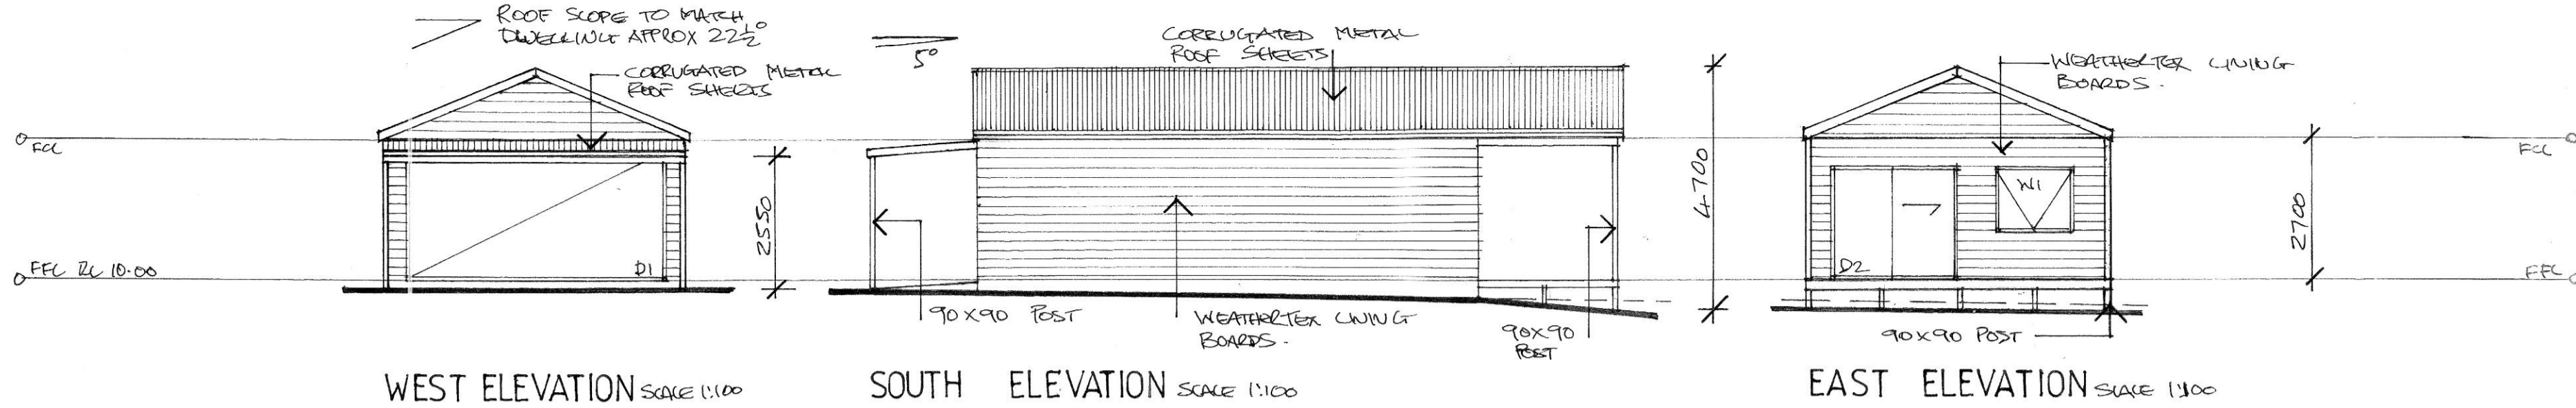 ROOF SLOPE TO MATCH
DWELLING APPROX 22½°
CORRUGATED METAL
ROOF SHEETS
5°
CORRUGATED METAL
ROOF SHEETS
WEATHERTEX LINING
BOARDS.
FCL
FCL
2550
4700
2700
W1
FFL RL 10.00
D1
D2
FFL
90x90 POST
WEATHERTEX LINING
BOARDS.
90x90
POST
90x90 POST
WEST ELEVATION SCALE 1:100
SOUTH ELEVATION SCALE 1:100
EAST ELEVATION SCALE 1:100